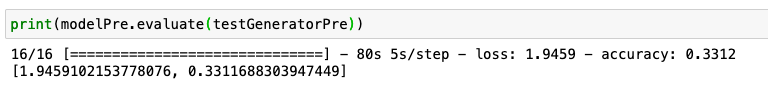 print(modelPre.evaluate(testGeneratorPre))
16/16 [==============================] - 80s 5s/step - loss: 1.9459 - accuracy: 0.3312
[1.9459102153778076, 0.3311688303947449]